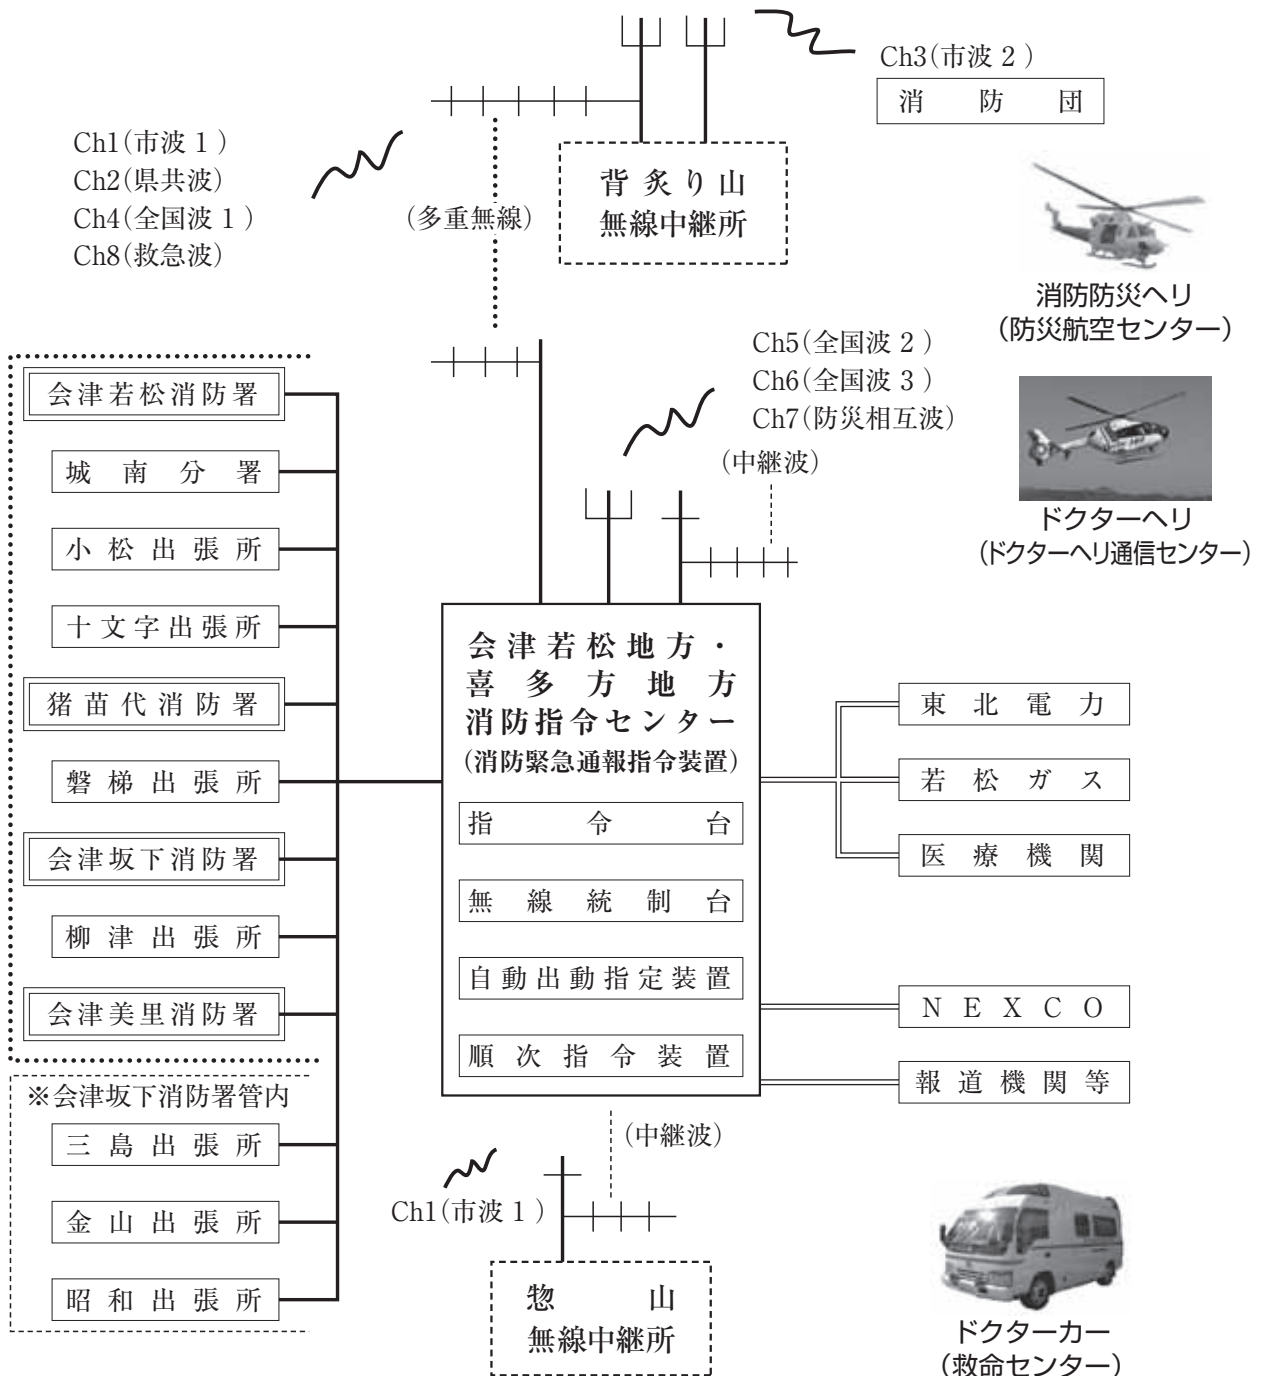 Ch3(市波 2 )
消防団
Ch1(市波 1 )
Ch2(県共波)
Ch4(全国波 1 )
Ch8(救急波)
(多重無線)
背炙り山
無線中継所
消防防災ヘリ
(防災航空センター)
Ch5(全国波 2 )
Ch6(全国波 3 )
Ch7(防災相互波)
(中継波)
ドクターヘリ
(ドクターヘリ通信センター)
会津若松消防署
城南分署
小松出張所
十文字出張所
猪苗代消防署
磐梯出張所
会津坂下消防署
柳津出張所
会津美里消防署
※会津坂下消防署管内
三島出張所
金山出張所
昭和出張所
会津若松地方・
喜多方地方
消防指令センター
(消防緊急通報指令装置)
指令台
無線統制台
自動出動指定装置
順次指令装置
東北電力
若松ガス
医療機関
NEXCO
報道機関等
(中継波)
Ch1(市波 1 )
惣山
無線中継所
ドクターカー
(救命センター)